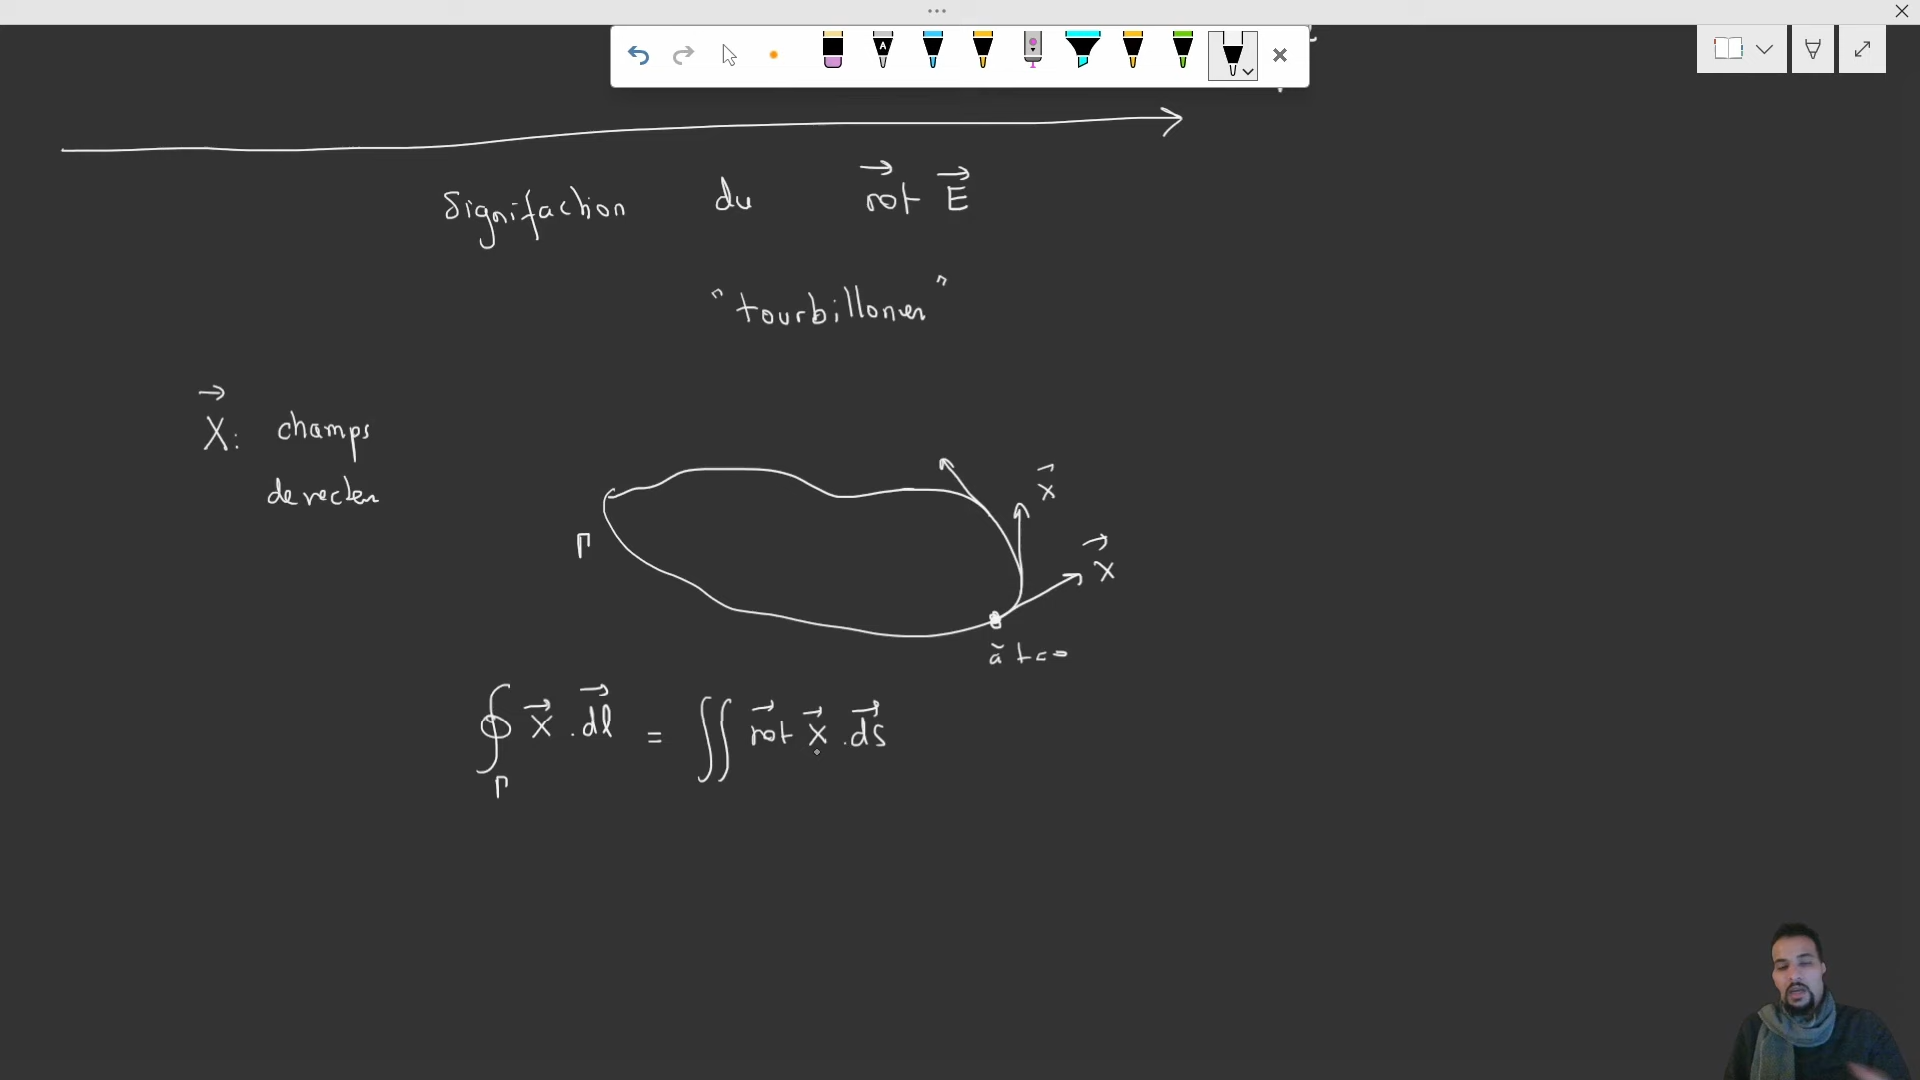 Signifaction du rot E
"tourbillonner"
X: champs
de vecteur
X
X
Γ
à t=0
∮ X . dl = ∬ rot X . ds
Γ